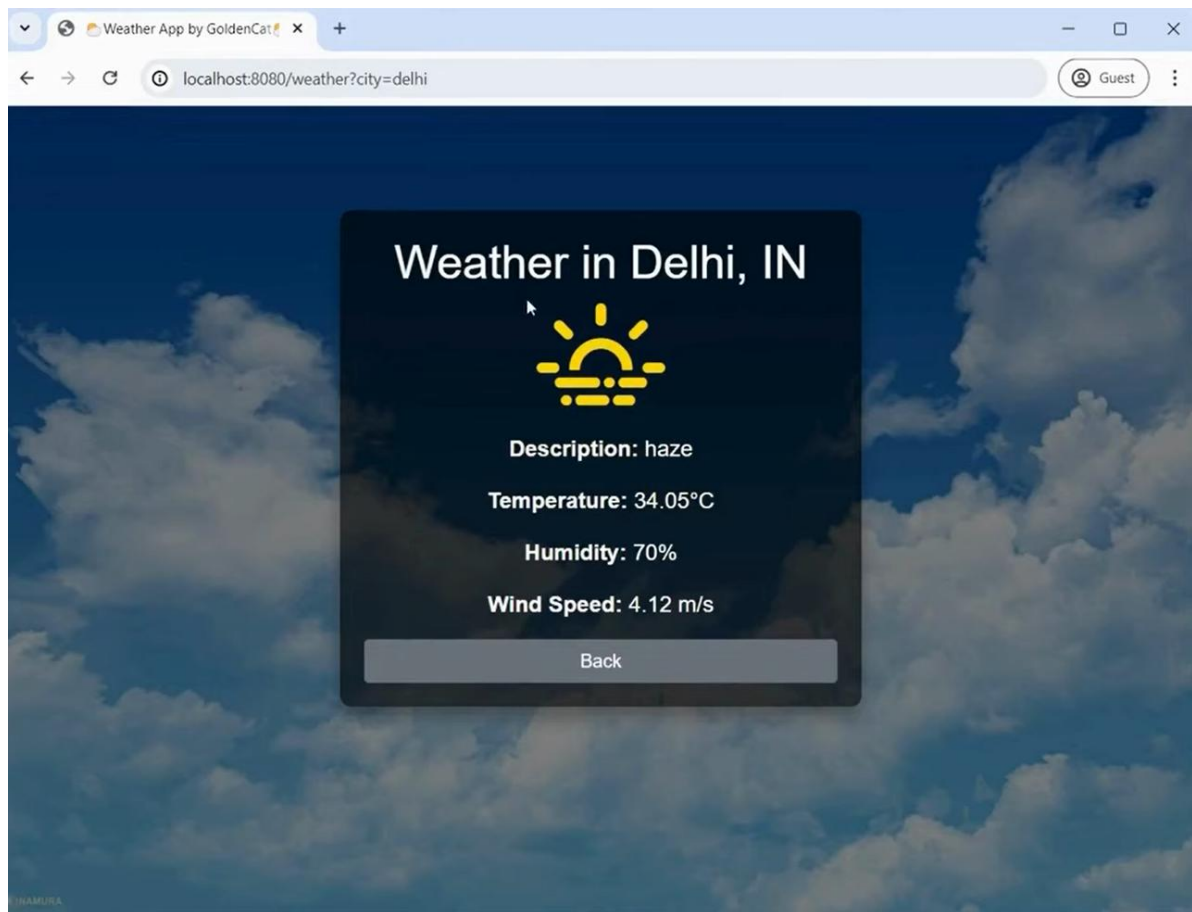 Weather App by GoldenCat
localhost:8080/weather?city=delhi
Guest
Weather in Delhi, IN
Description: haze
Temperature: 34.05°C
Humidity: 70%
Wind Speed: 4.12 m/s
Back
INAMURA